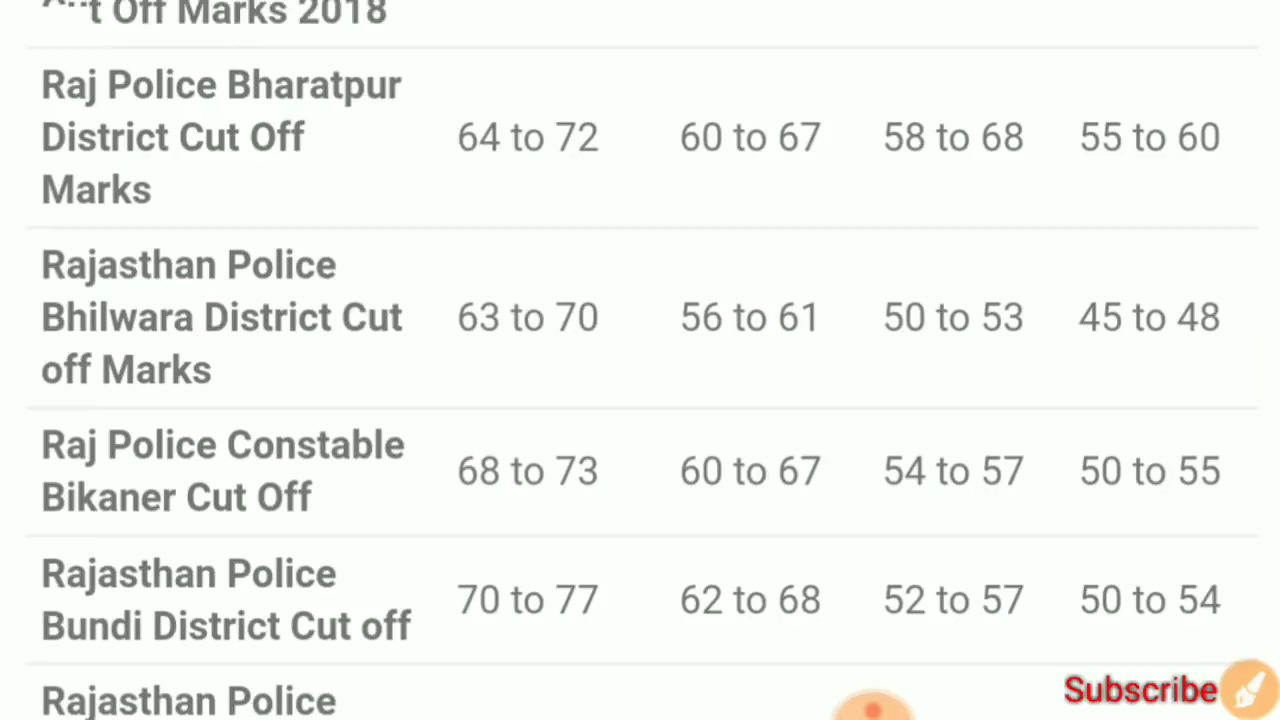 t Off Marks 2018
Raj Police Bharatpur
District Cut Off
Marks
64 to 72 60 to 67 58 to 68 55 to 60
Rajasthan Police
Bhilwara District Cut
off Marks
63 to 70 56 to 61 50 to 53 45 to 48
Raj Police Constable
Bikaner Cut Off
68 to 73 60 to 67 54 to 57 50 to 55
Rajasthan Police
Bundi District Cut off
70 to 77 62 to 68 52 to 57 50 to 54
Rajasthan Police
Subscribe